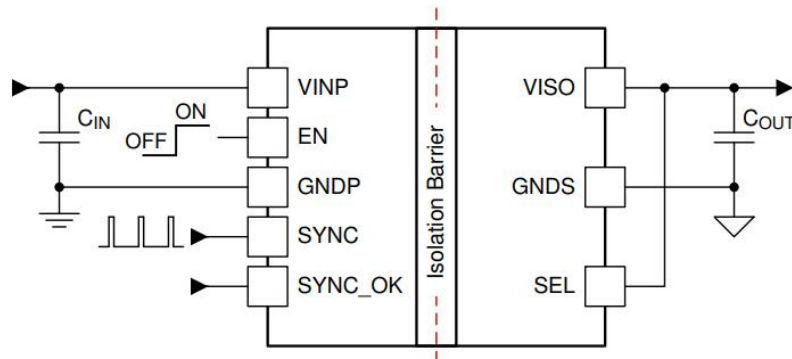 VINP
VISO
CIN
ON
OFF
EN
COUT
GNDP
GNDS
Isolation Barrier
SYNC
SYNC_OK
SEL